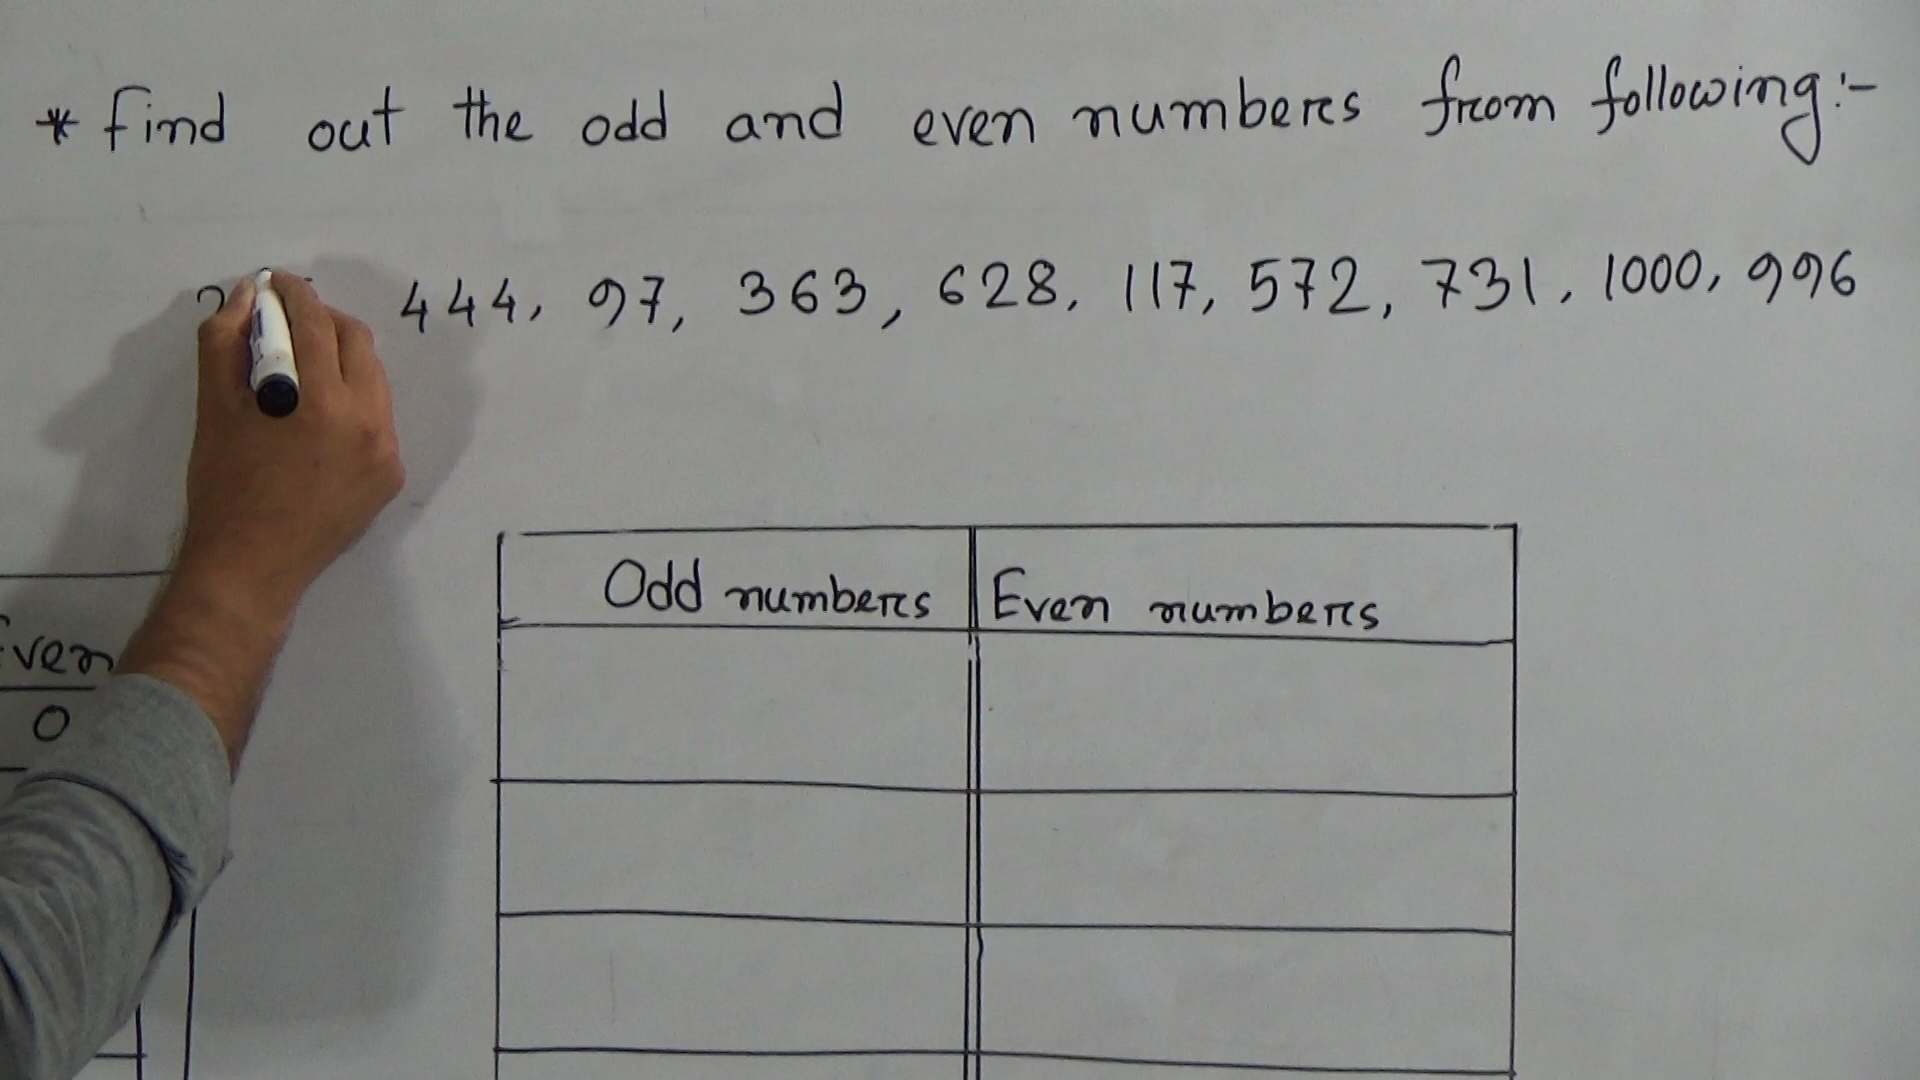 * Find out the odd and even numbers from following:-
444, 97, 363, 628, 117, 572, 731, 1000, 996
Odd numbers Even numbers
Even
0